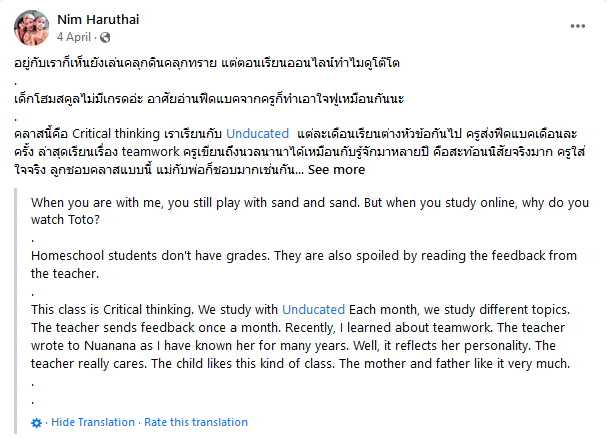 Nim Haruthai
4 April ·
อยู่กับเราก็เห็นยังเล่นคลุกดินคลุกทราย แต่ตอนเรียนออนไลน์ทำไมดูโต๊โต
.
เด็กโฮมสคูลไม่มีเกรดอ่ะ อาศัยอ่านฟีดแบคจากครูก็ทำเอาใจฟูเหมือนกันนะ
.
คลาสนี้คือ Critical thinking เราเรียนกับ Unducated แต่ละเดือนเรียนต่างหัวข้อกันไป ครูส่งฟีดแบคเดือนละ
ครั้ง ล่าสุดเรียนเรื่อง teamwork ครูเขียนถึงนวลนานาได้เหมือนกับรู้จักมาหลายปี คือสะท้อนนิสัยจริงมาก ครูใส่
ใจจริง ลูกชอบคลาสแบบนี้ แม่กับพ่อก็ชอบมากเช่นกัน... See more
When you are with me, you still play with sand and sand. But when you study online, why do you
watch Toto?
.
Homeschool students don't have grades. They are also spoiled by reading the feedback from
the teacher.
.
This class is Critical thinking. We study with Unducated Each month, we study different topics.
The teacher sends feedback once a month. Recently, I learned about teamwork. The teacher
wrote to Nuanana as I have known her for many years. Well, it reflects her personality. The
teacher really cares. The child likes this kind of class. The mother and father like it very much.
.
.
· Hide Translation · Rate this translation